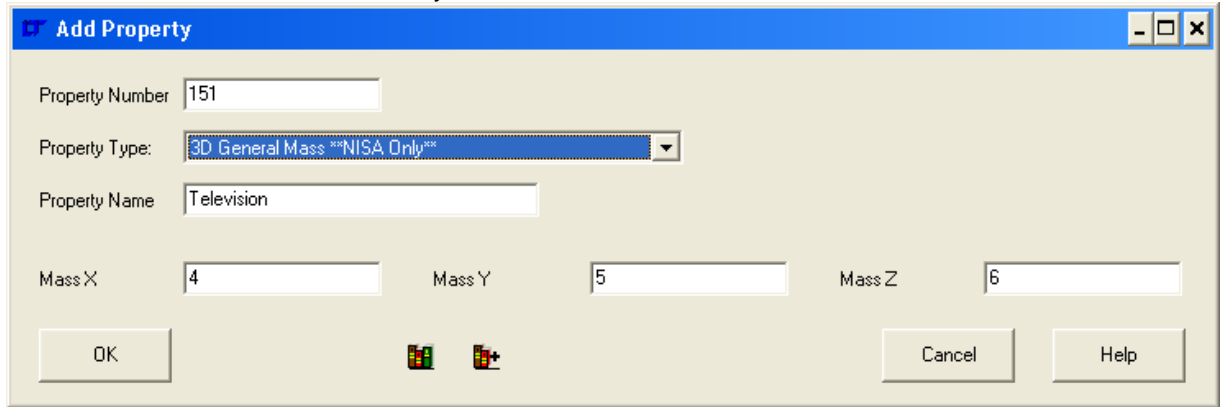 Add Property
Property Number 151
Property Type: 3D General Mass **NISA Only**
Property Name Television
Mass X 4 Mass Y 5 Mass Z 6
OK Cancel Help